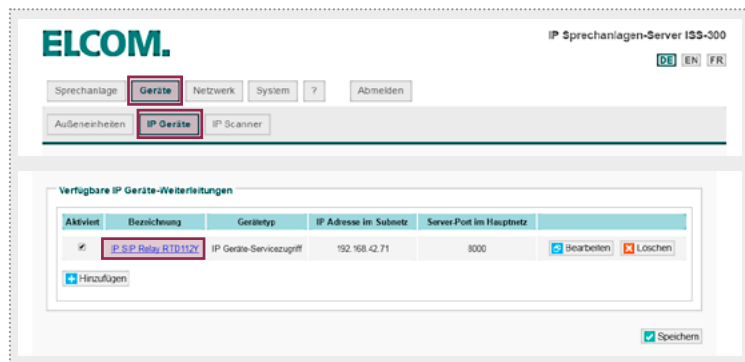 ELCOM.
IP Sprechanlagen-Server ISS-300
DE EN FR
Sprechanlage Geräte Netzwerk System ? Abmelden
Außeneinheiten IP Geräte IP Scanner
Verfügbare IP Geräte-Weiterleitungen
Aktiviert Bezeichnung Gerätetyp IP Adresse im Subnetz Server-Port im Hauptnetz
IP SIP Relay RTD112Y IP Geräte-Servicezugriff 192.168.42.71 8000 Bearbeiten Löschen
Hinzufügen
Speichern